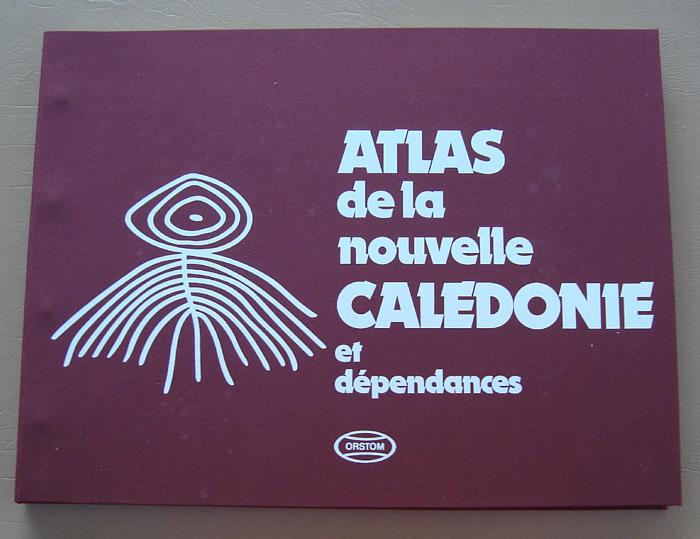 ATLAS
de la
nouvelle
CALEDONIE
et
dépendances
ORSTOM